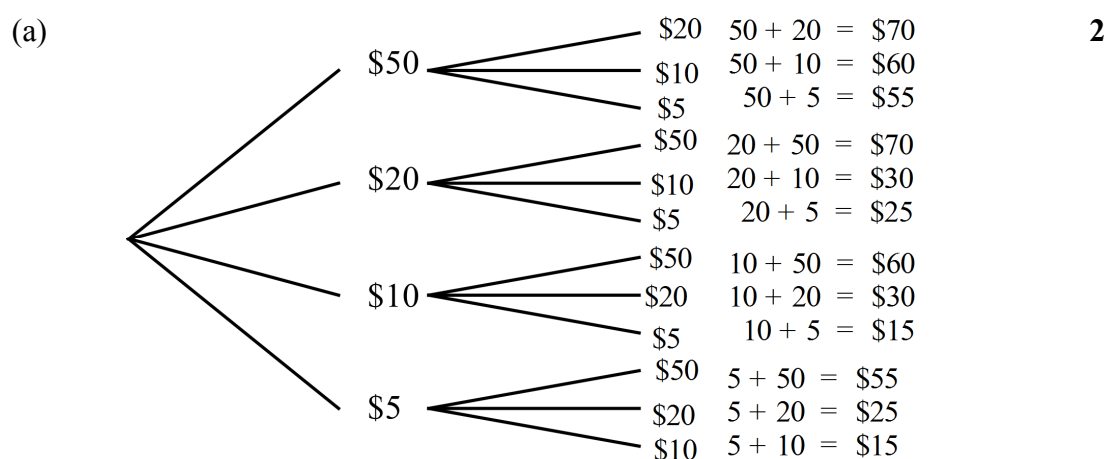 (a) $20 50 + 20 = $70 2
$50 $10 50 + 10 = $60
$5 50 + 5 = $55
$50 20 + 50 = $70
$20 $10 20 + 10 = $30
$5 20 + 5 = $25
$50 10 + 50 = $60
$10 $20 10 + 20 = $30
$5 10 + 5 = $15
$50 5 + 50 = $55
$5 $20 5 + 20 = $25
$10 5 + 10 = $15